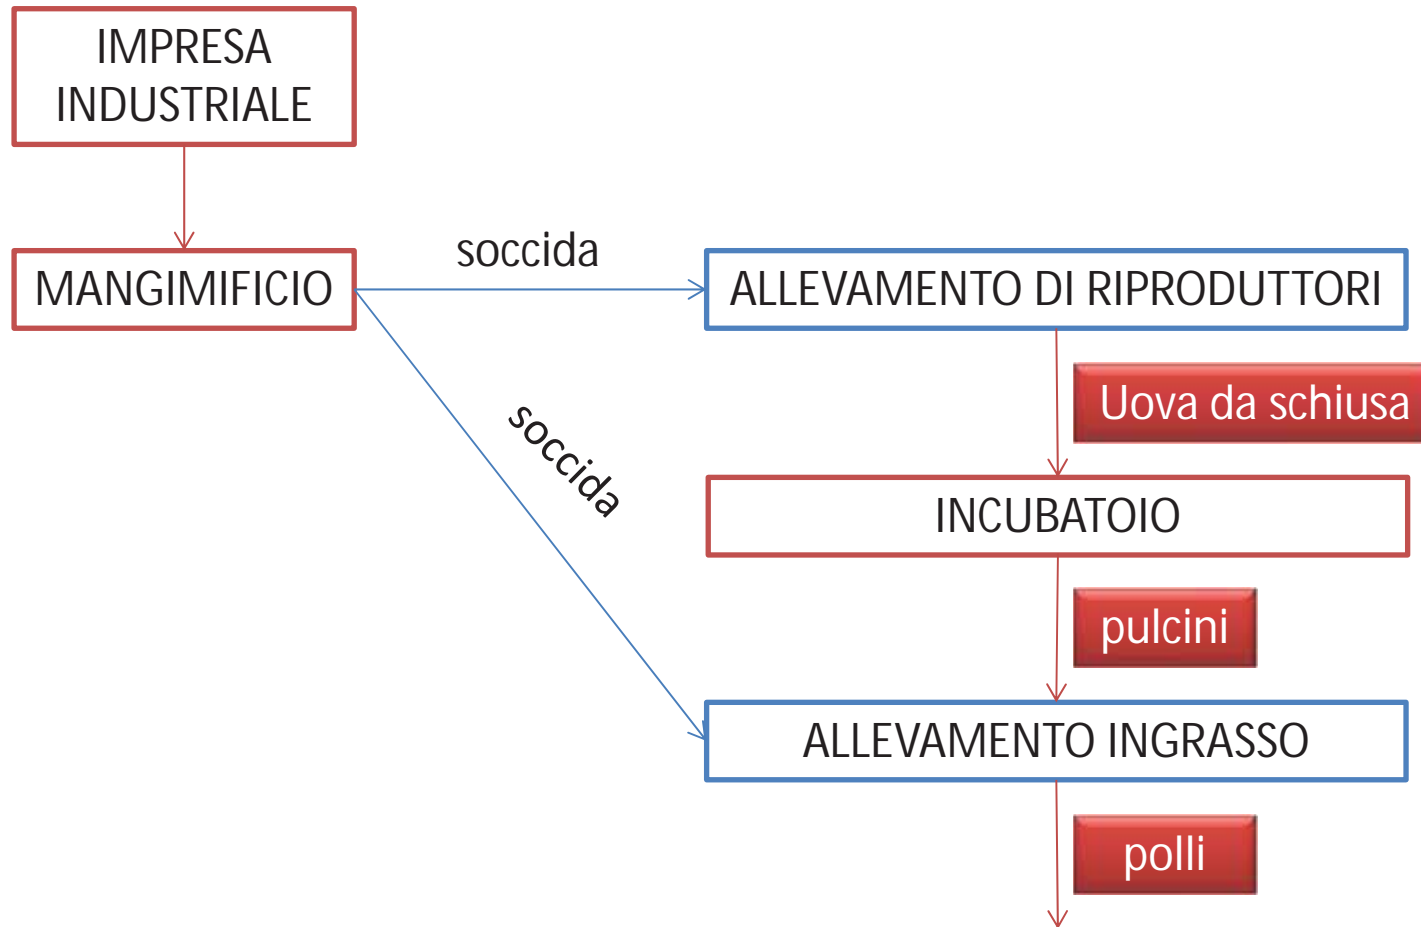 IMPRESA
INDUSTRIALE
soccida
MANGIMIFICIO
ALLEVAMENTO DI RIPRODUTTORI
Uova da schiusa
soccida
INCUBATOIO
pulcini
ALLEVAMENTO INGRASSO
polli